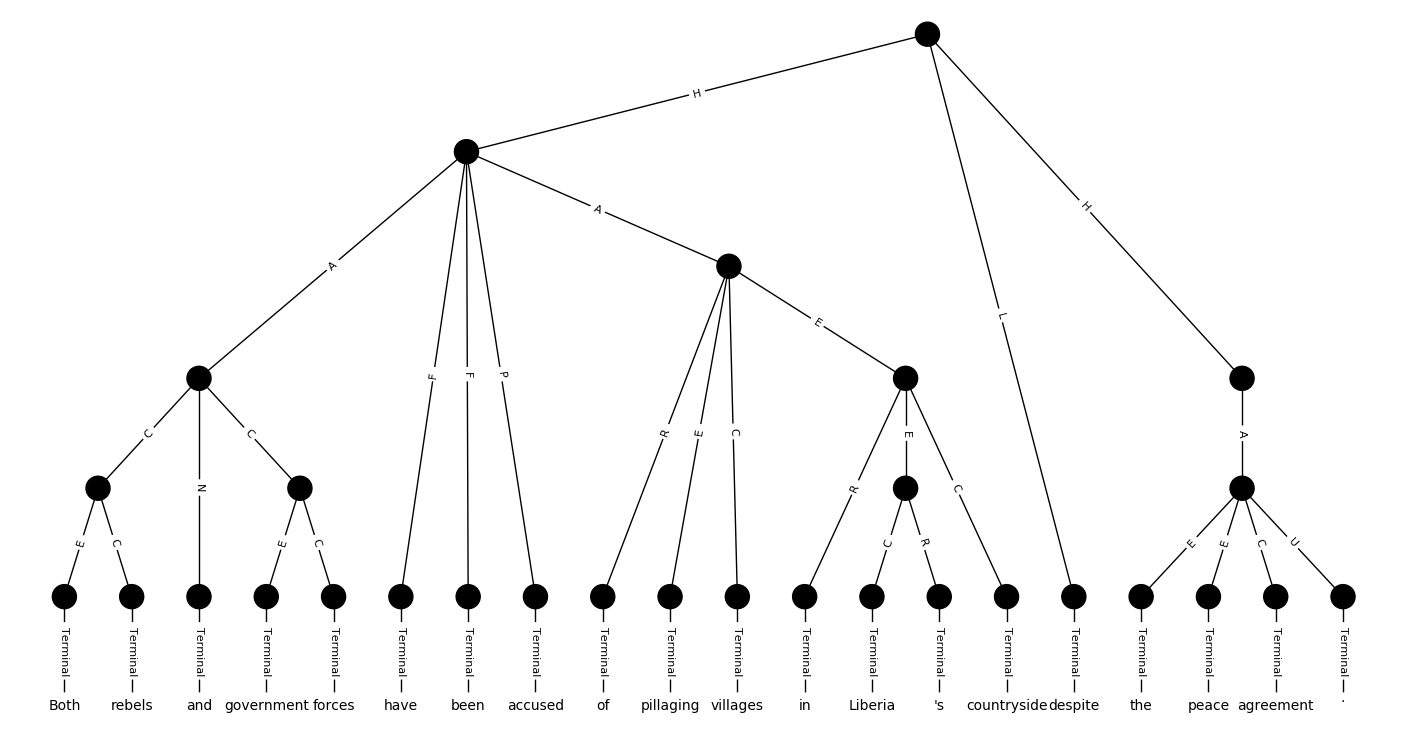 H
A
A
H
L
E
C
N
C
F
F
P
R
E
C
R
E
C
A
E
C
E
C
C
R
E
E
C
U
Terminal Terminal Terminal Terminal Terminal Terminal Terminal Terminal Terminal Terminal Terminal Terminal Terminal Terminal Terminal Terminal Terminal Terminal Terminal Terminal
Both rebels and government forces have been accused of pillaging villages in Liberia 's countryside despite the peace agreement .